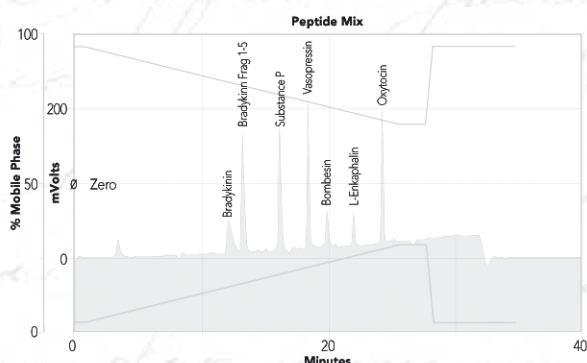 Peptide Mix
100
200
50
0
0
% Mobile Phase
mVolts
Ø Zero
Bradykinin
Bradykinn Frag 1-5
Substance P
Vasopressin
Bombesin
L-Enkaphalin
Oxytocin
0
20
40
Minutes